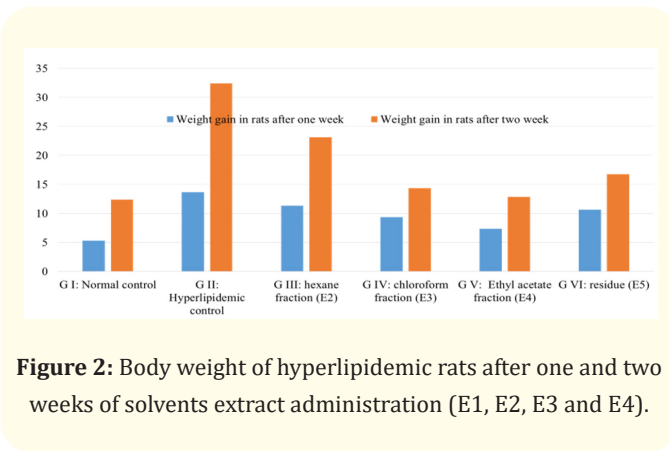 35
30
25
20
15
10
5
0
Weight gain in rats after one week Weight gain in rats after two week
G I: Normal control G II: Hyperlipidemic control G III: hexane fraction (E2) G IV: chloroform fraction (E3) G V: Ethyl acetate fraction (E4) G VI: residue (E5)
Figure 2: Body weight of hyperlipidemic rats after one and two
weeks of solvents extract administration (E1, E2, E3 and E4).